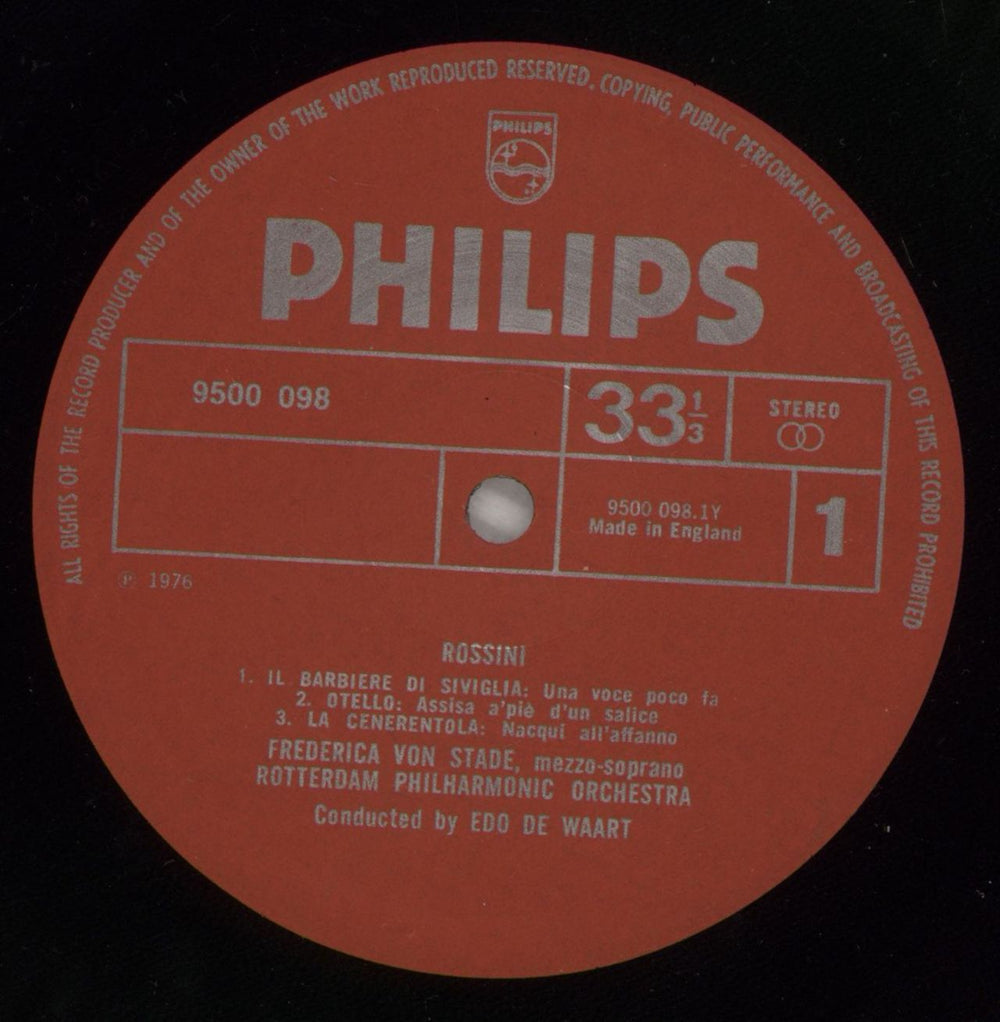 ALL RIGHTS OF THE RECORD PRODUCER AND OF THE OWNER OF THE WORK REPRODUCED RESERVED. COPYING, PUBLIC PERFORMANCE AND BROADCASTING OF THIS RECORD PROHIBITED
PHILIPS
PHILIPS
9500 098
33 1/3
STEREO
9500 098.1Y
Made in England
1
℗ 1976
ROSSINI
1. IL BARBIERE DI SIVIGLIA: Una voce poco fa
2. OTELLO: Assisa a'piè d'un salice
3. LA CENERENTOLA: Nacqui all'affanno
FREDERICA VON STADE, mezzo-soprano
ROTTERDAM PHILHARMONIC ORCHESTRA
Conducted by EDO DE WAART